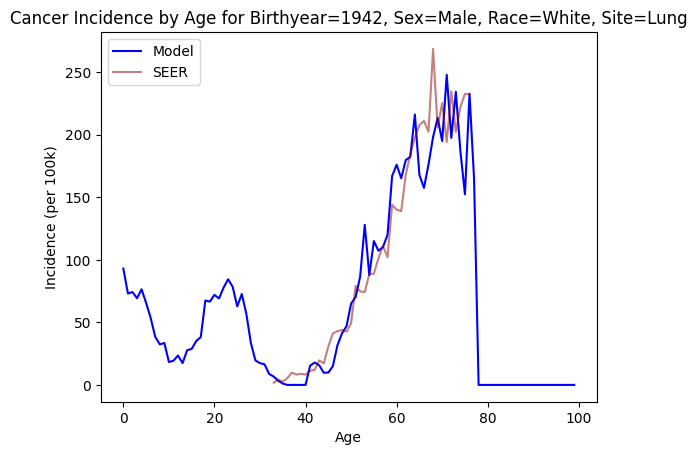 Cancer Incidence by Age for Birthyear=1942, Sex=Male, Race=White, Site=Lung
Model
SEER
Incidence (per 100k)
250
200
150
100
50
0
0 20 40 60 80 100
Age